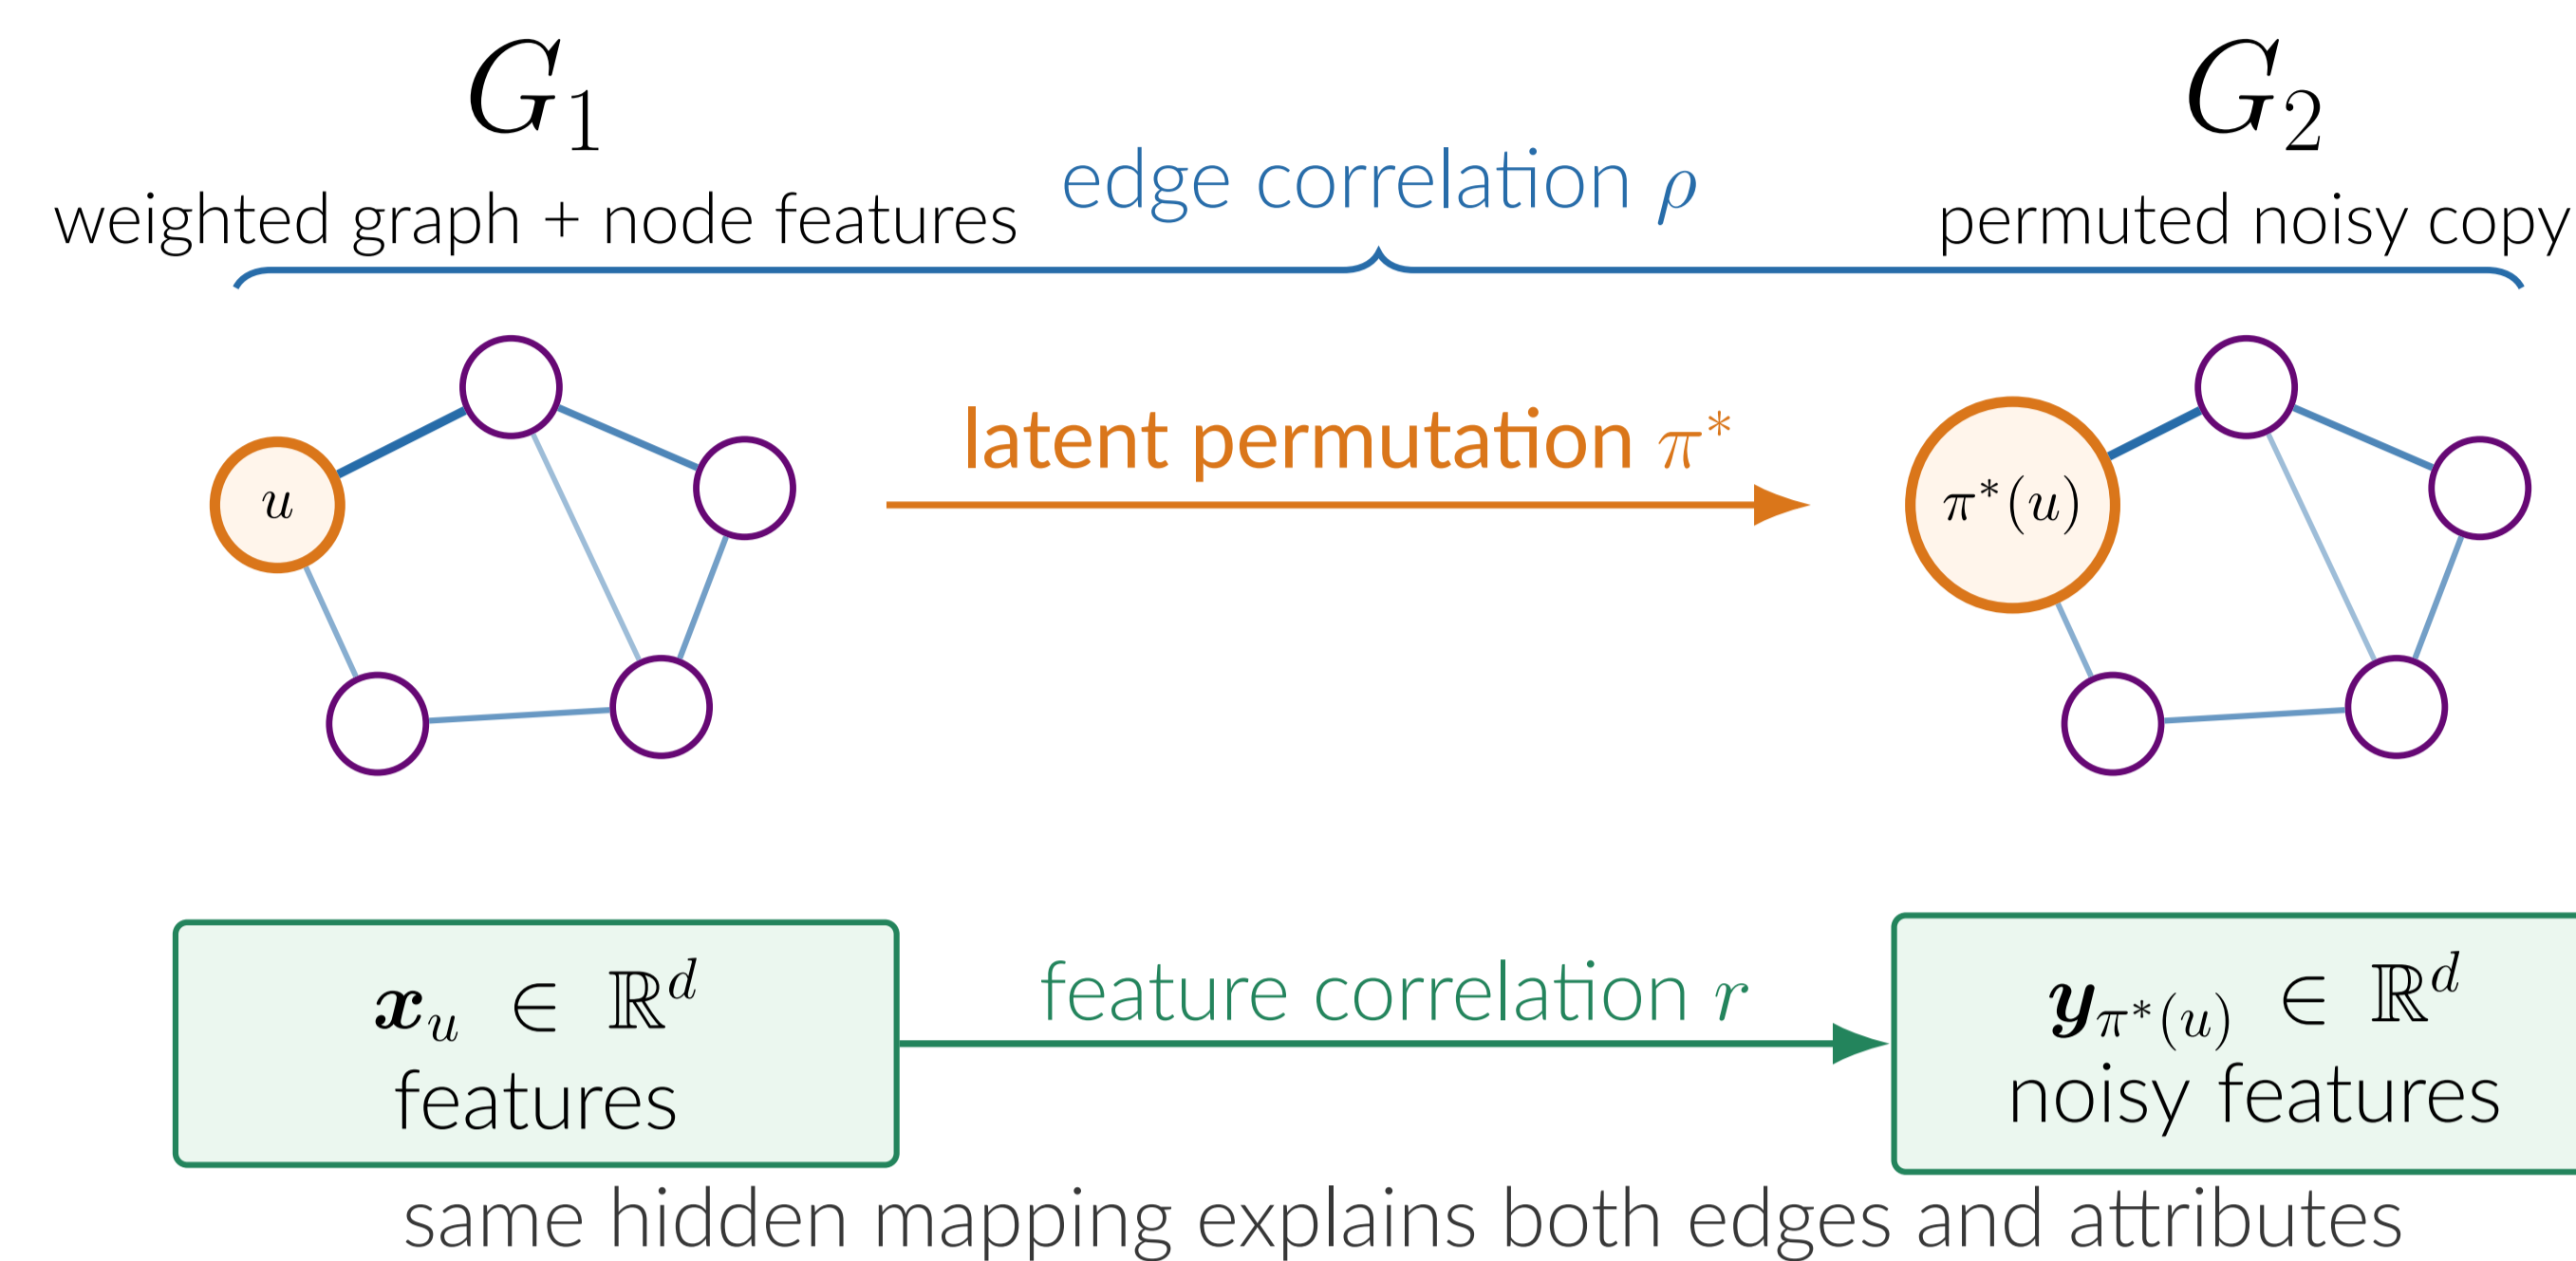 G₁
G₂
edge correlation ρ
weighted graph + node features
permuted noisy copy
latent permutation π*
u
π*(u)
feature correlation r
𝒙ᵤ ∈ ℝᵈ
features
𝒚_{π*(u)} ∈ ℝᵈ
noisy features
same hidden mapping explains both edges and attributes